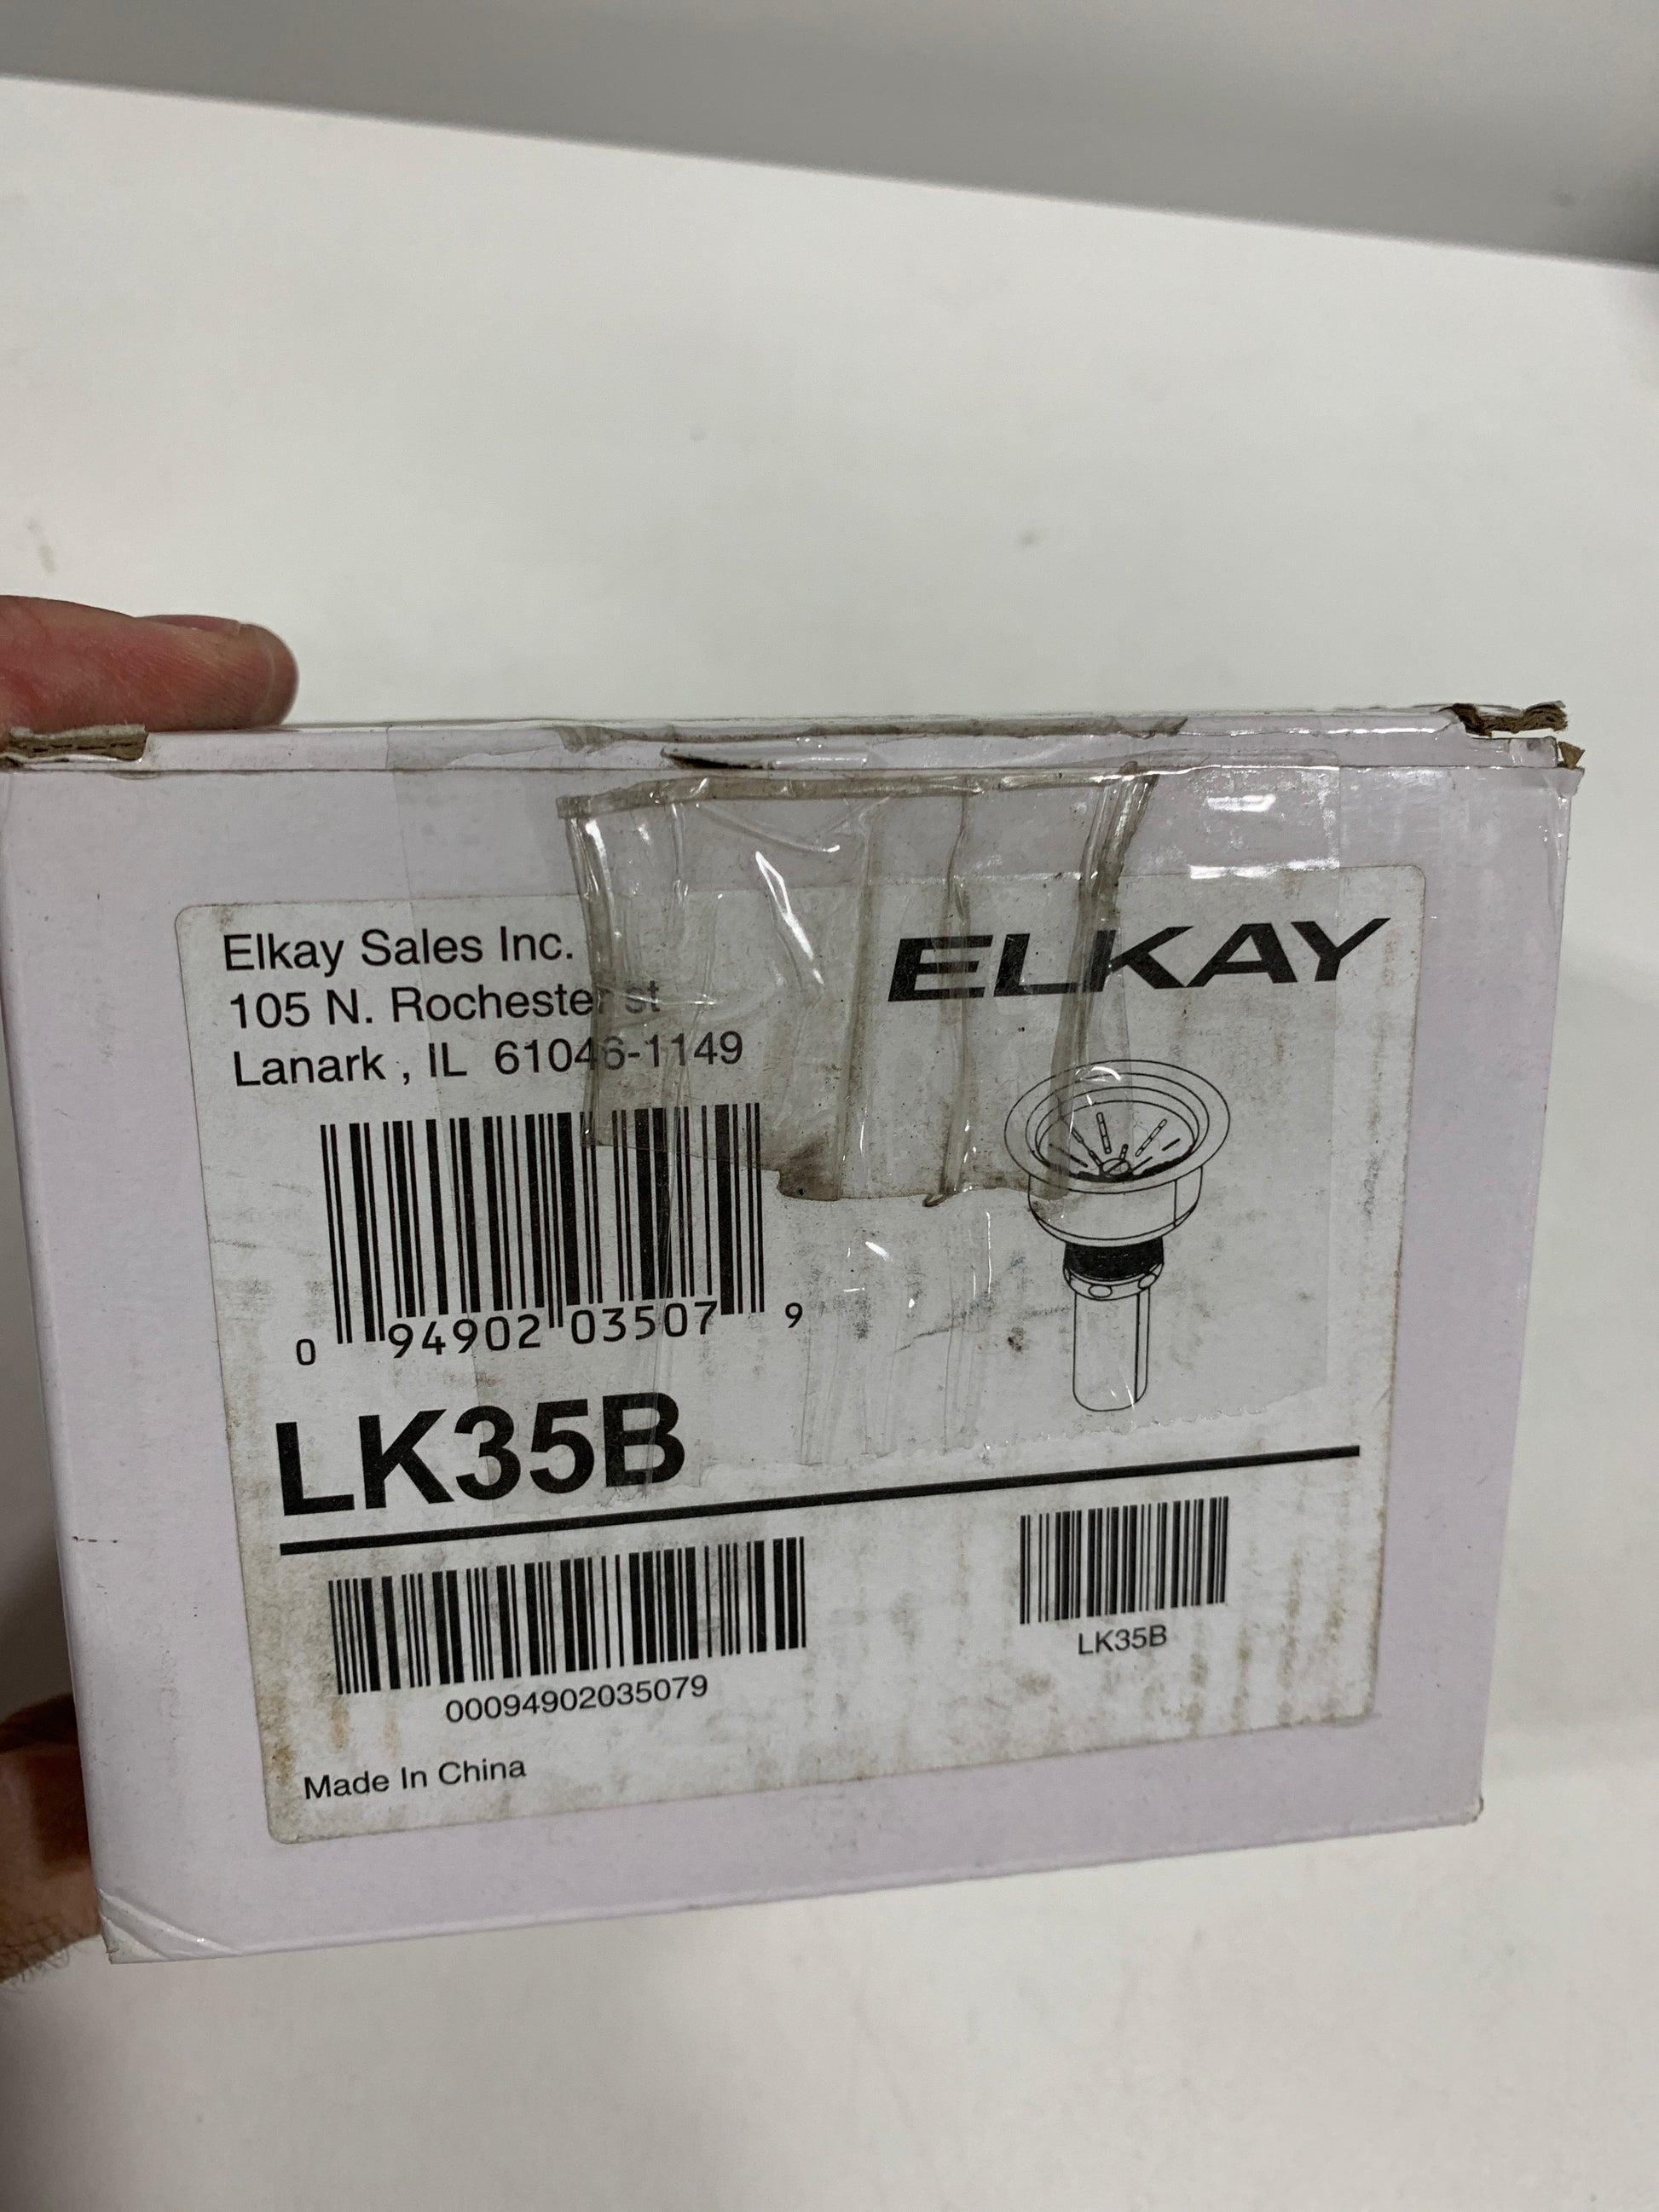 Elkay Sales Inc.
105 N. Rochester st
Lanark , IL 61046-1149
ELKAY
0 94902 03507 9
LK35B
00094902035079
LK35B
Made In China